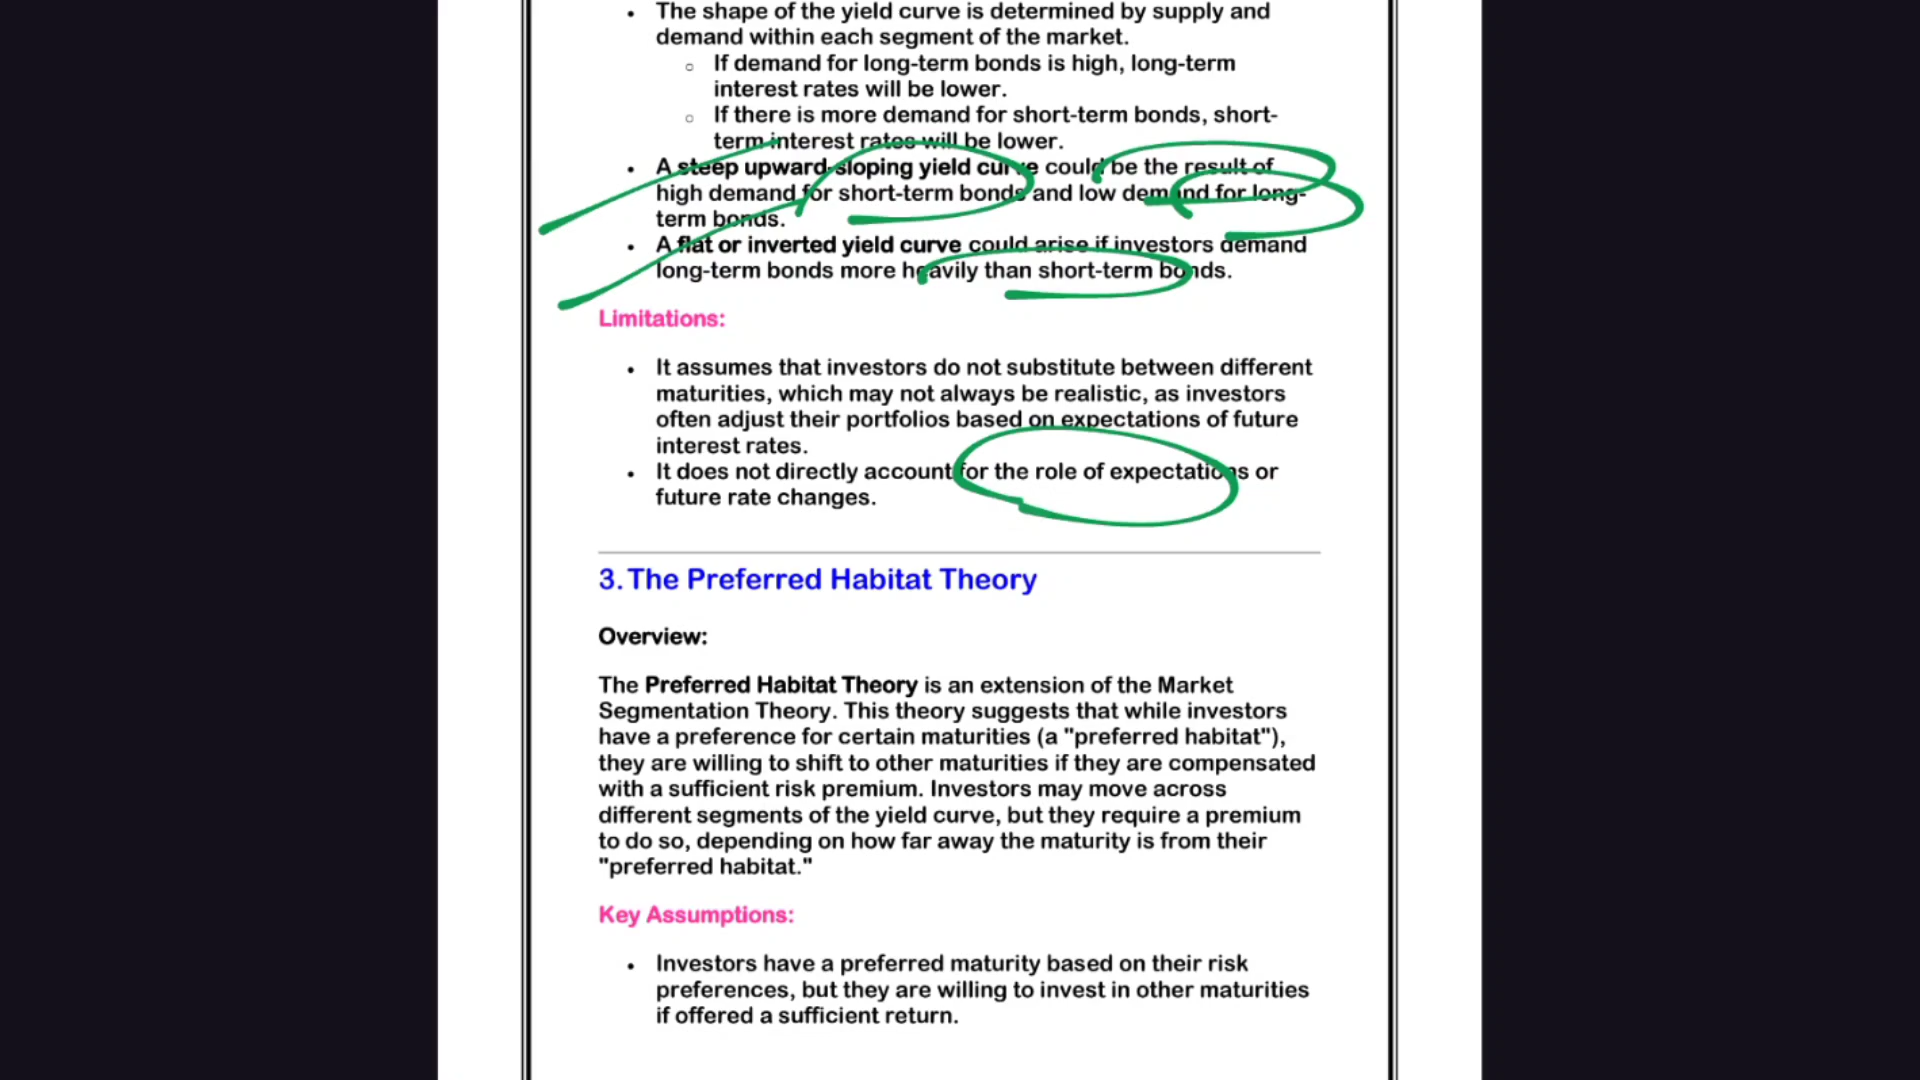 • The shape of the yield curve is determined by supply and
demand within each segment of the market.
○ If demand for long-term bonds is high, long-term
interest rates will be lower.
○ If there is more demand for short-term bonds, short-
term interest rates will be lower.
• A steep upward-sloping yield curve could be the result of
high demand for short-term bonds and low demand for long-
term bonds.
• A flat or inverted yield curve could arise if investors demand
long-term bonds more heavily than short-term bonds.
Limitations:
• It assumes that investors do not substitute between different
maturities, which may not always be realistic, as investors
often adjust their portfolios based on expectations of future
interest rates.
• It does not directly account for the role of expectations or
future rate changes.
3. The Preferred Habitat Theory
Overview:
The Preferred Habitat Theory is an extension of the Market
Segmentation Theory. This theory suggests that while investors
have a preference for certain maturities (a "preferred habitat"),
they are willing to shift to other maturities if they are compensated
with a sufficient risk premium. Investors may move across
different segments of the yield curve, but they require a premium
to do so, depending on how far away the maturity is from their
"preferred habitat."
Key Assumptions:
• Investors have a preferred maturity based on their risk
preferences, but they are willing to invest in other maturities
if offered a sufficient return.